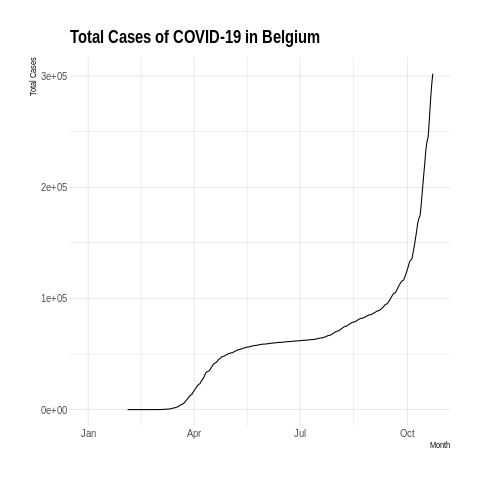 Total Cases of COVID-19 in Belgium
Total Cases
3e+05
2e+05
1e+05
0e+00
Jan Apr Jul Oct
Month